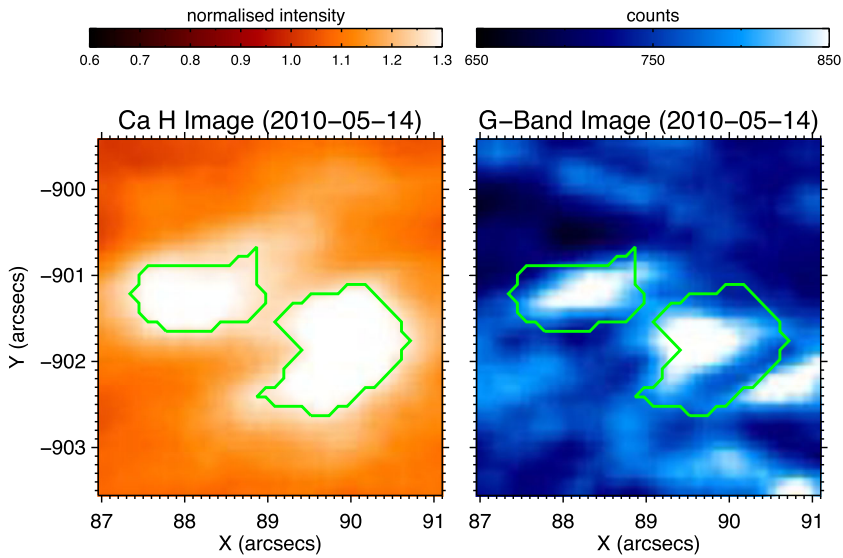 normalised intensity counts
0.6 0.7 0.8 0.9 1.0 1.1 1.2 1.3 650 750 850
Ca H Image (2010−05−14) G−Band Image (2010−05−14)
−900
−901
−902
−903
Y (arcsecs)
87 88 89 90 91 87 88 89 90 91
X (arcsecs) X (arcsecs)